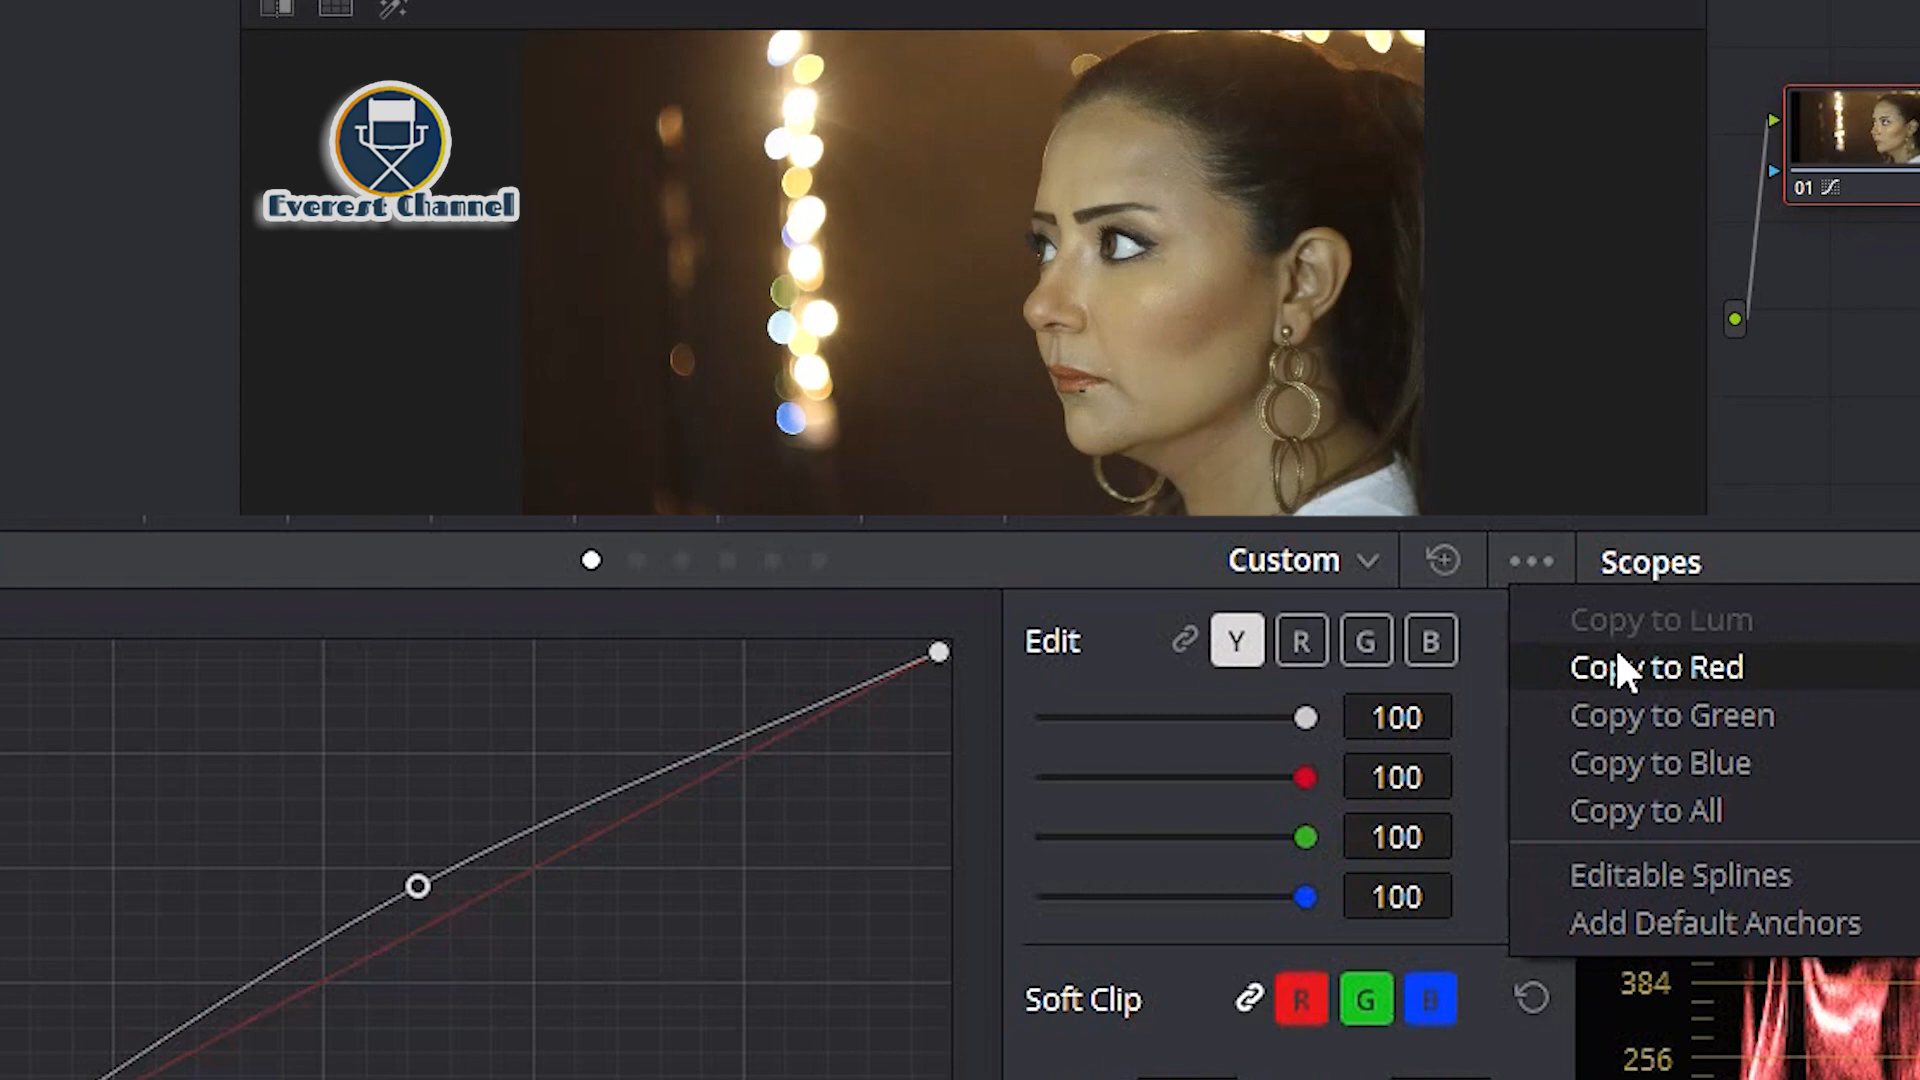 Everest Channel
01
Custom
Scopes
Edit
Y
R
G
B
100
100
100
100
Copy to Lum
Copy to Red
Copy to Green
Copy to Blue
Copy to All
Editable Splines
Add Default Anchors
Soft Clip
R
G
B
384
256